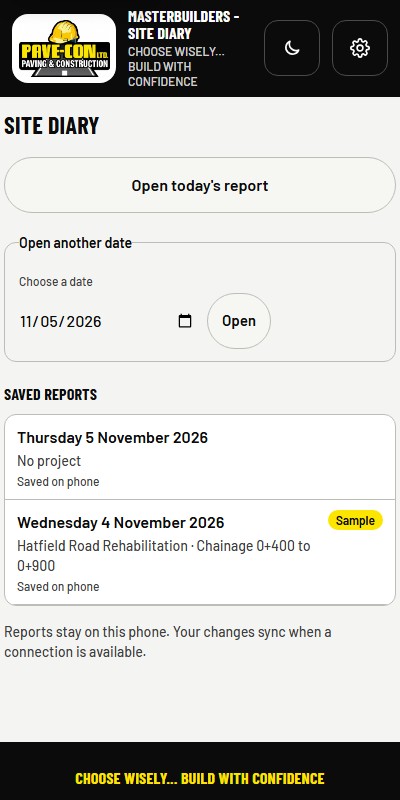 PAVE-CON LTD.
PAVING & CONSTRUCTION
MASTERBUILDERS -
SITE DIARY
CHOOSE WISELY...
BUILD WITH
CONFIDENCE
SITE DIARY
Open today's report
Open another date
Choose a date
11/05/2026
Open
SAVED REPORTS
Thursday 5 November 2026
No project
Saved on phone
Wednesday 4 November 2026
Sample
Hatfield Road Rehabilitation · Chainage 0+400 to
0+900
Saved on phone
Reports stay on this phone. Your changes sync when a
connection is available.
CHOOSE WISELY... BUILD WITH CONFIDENCE